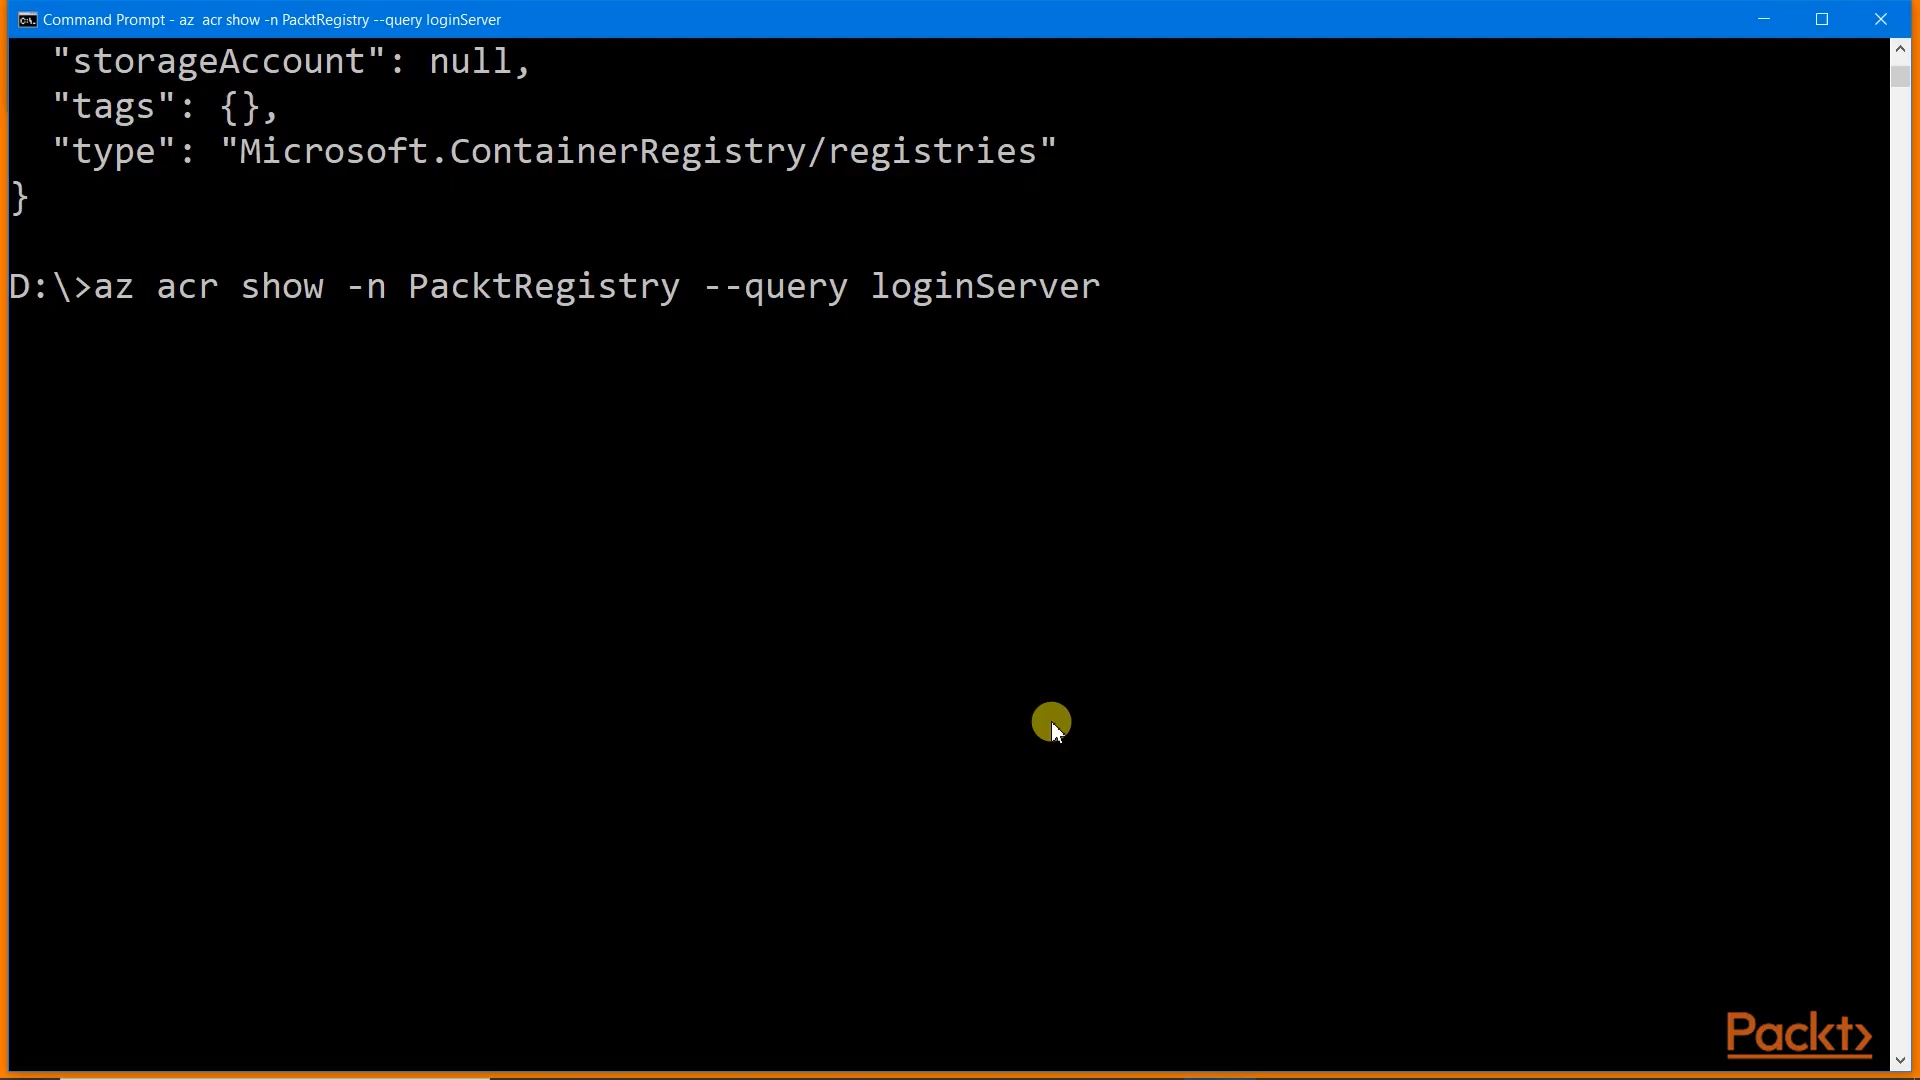 Command Prompt - az  acr show -n PacktRegistry --query loginServer
"storageAccount": null,
"tags": {},
"type": "Microsoft.ContainerRegistry/registries"
}
D:\>az acr show -n PacktRegistry --query loginServer
Packt>